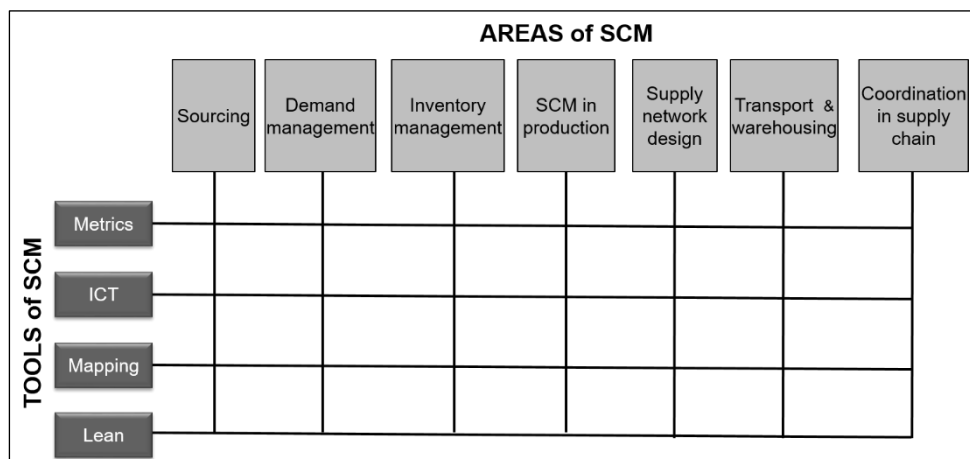 AREAS of SCM
Sourcing
Demand
management
Inventory
management
SCM in
production
Supply
network
design
Transport &
warehousing
Coordination
in supply
chain
TOOLS of SCM
Metrics
ICT
Mapping
Lean